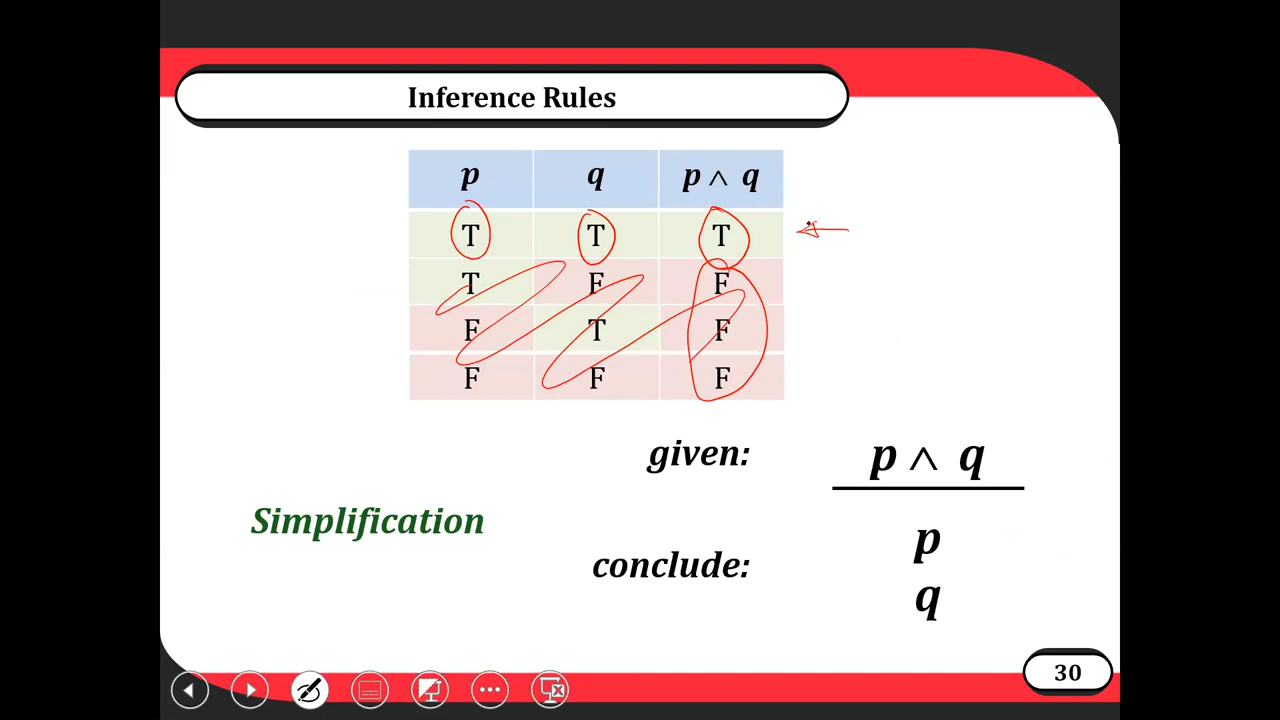 Inference Rules
p q p ∧ q
T T T
T F F
F T F
F F F
given: p ∧ q
Simplification
conclude: p
q
30